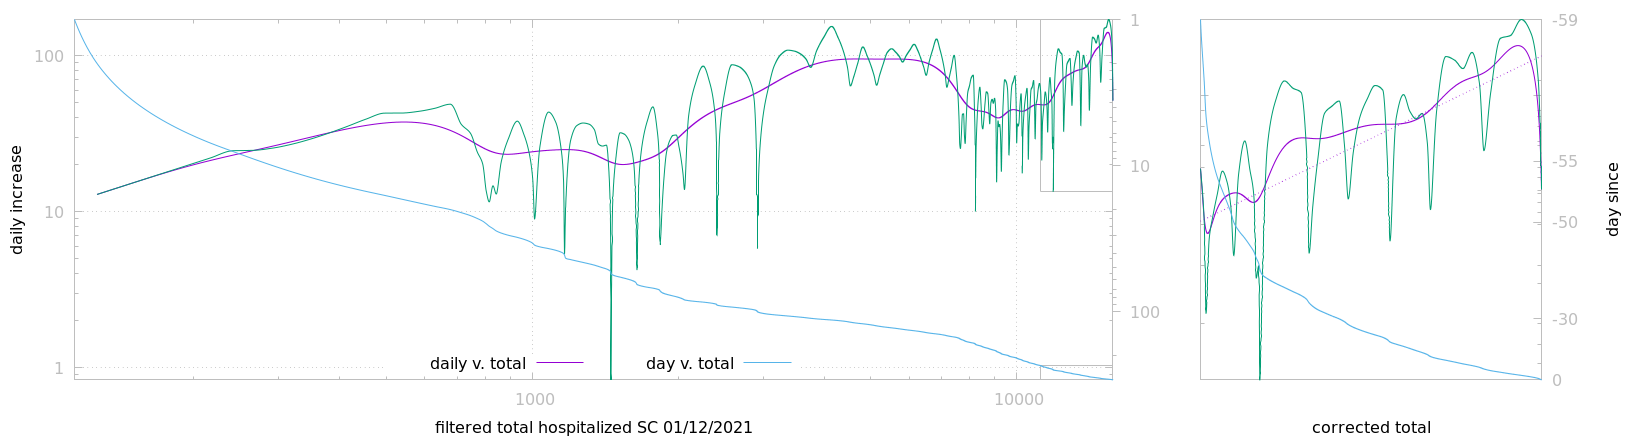 100
10
1
daily increase
daily v. total
day v. total
1000
10000
filtered total hospitalized SC 01/12/2021
1
10
100
-59
-55
-50
-30
0
day since
corrected total